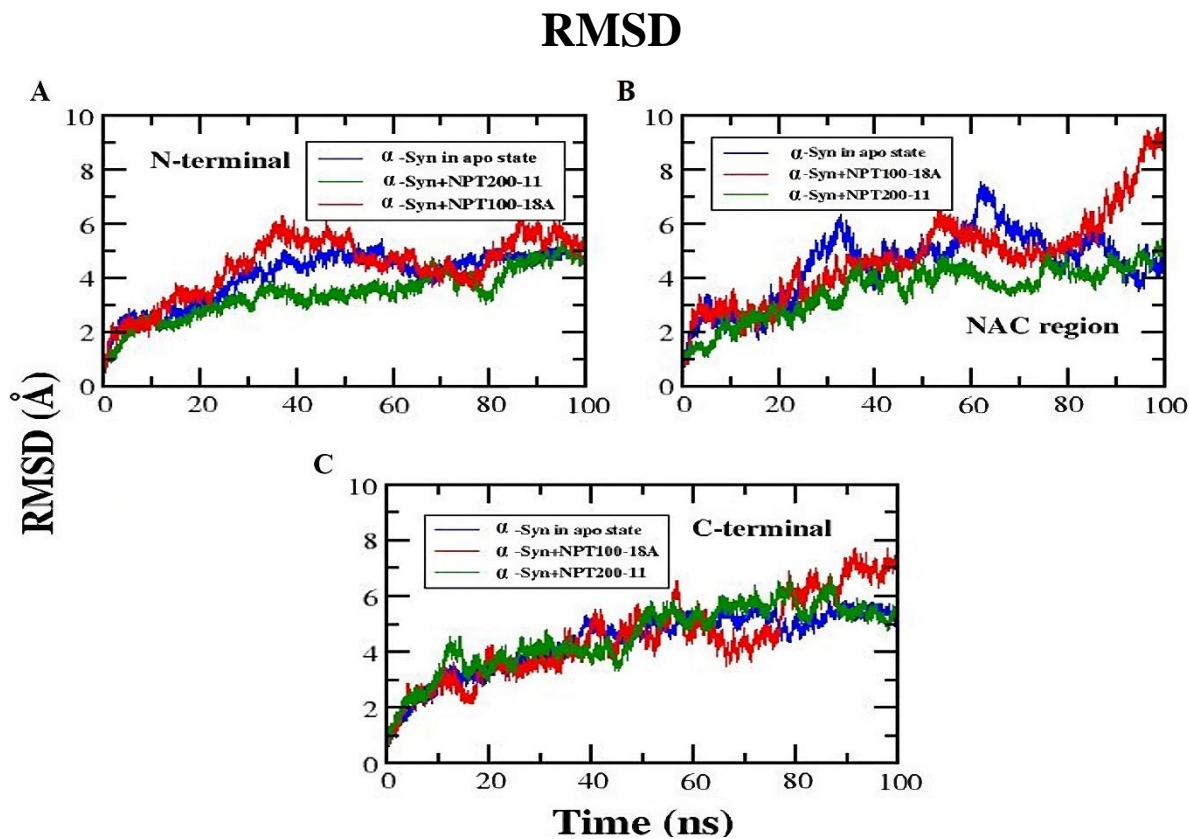 RMSD
A
B
10
8
6
4
2
0
N-terminal
α -Syn in apo state
α -Syn+NPT200-11
α -Syn+NPT100-18A
0 20 40 60 80 100
10
8
6
4
2
0
α -Syn in apo state
α -Syn+NPT100-18A
α -Syn+NPT200-11
NAC region
0 20 40 60 80 100
RMSD (Å)
C
10
8
6
4
2
0
α -Syn in apo state
α -Syn+NPT100-18A
α -Syn+NPT200-11
C-terminal
0 20 40 60 80 100
Time (ns)